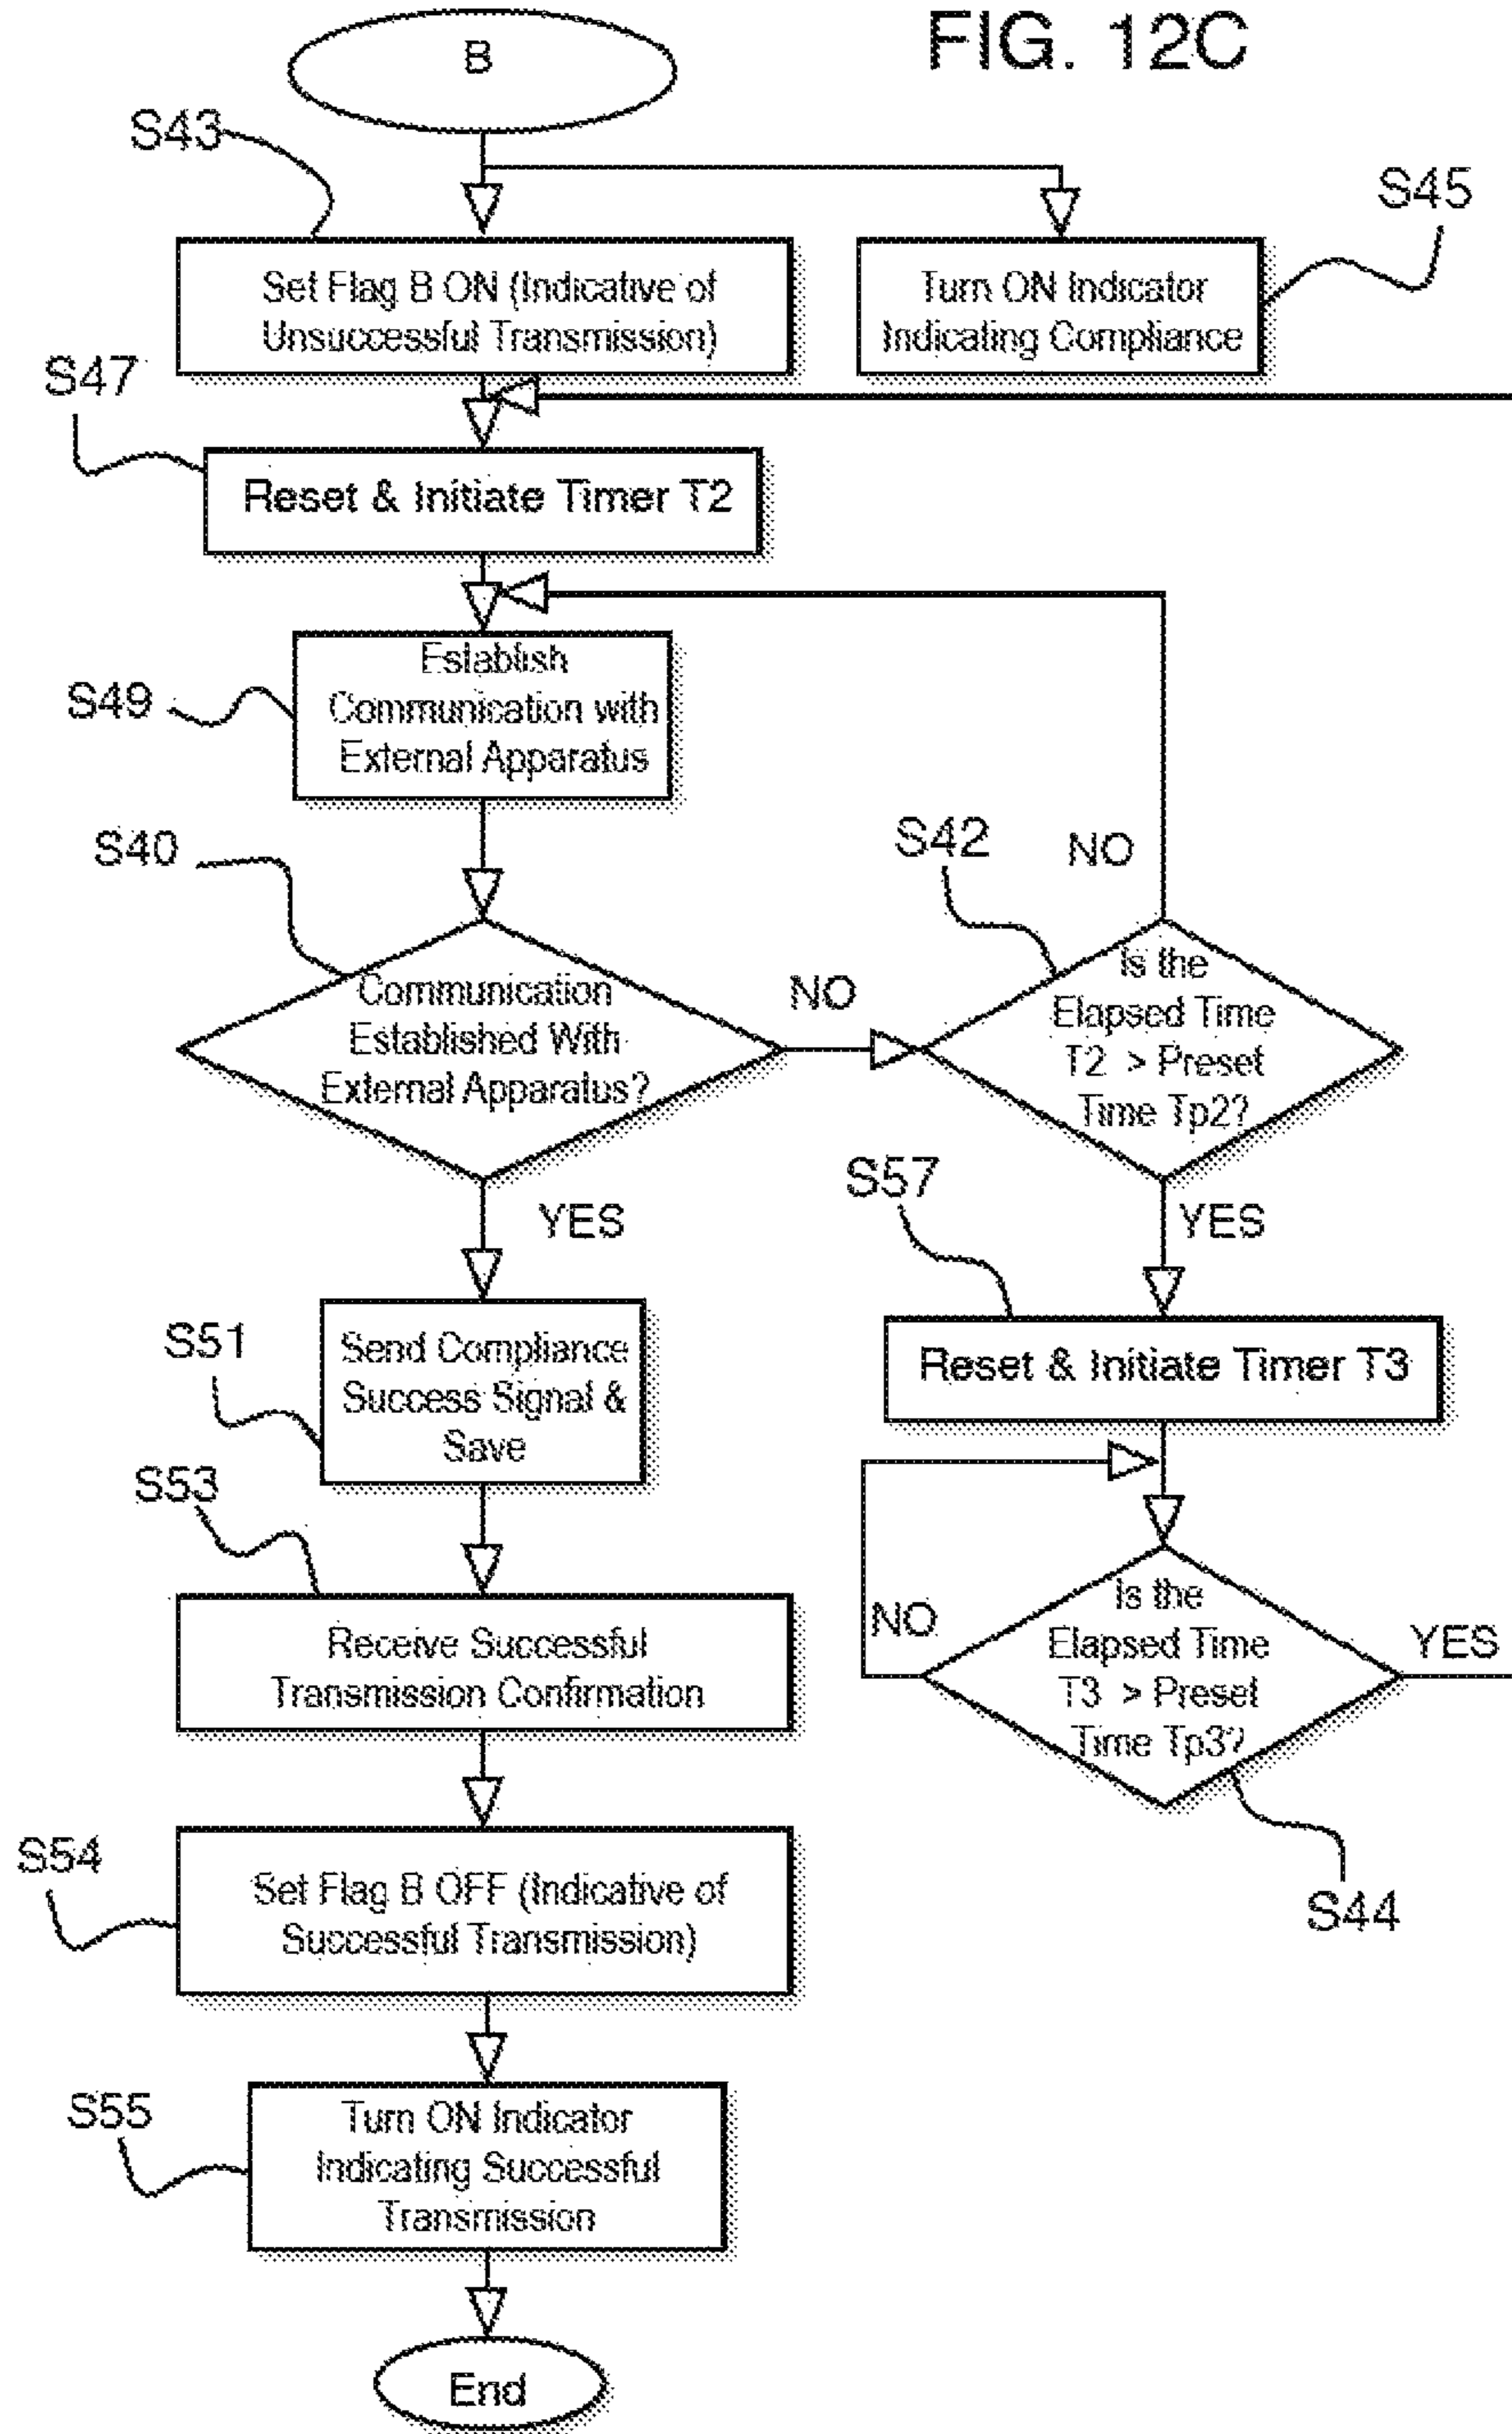 FIG. 12C
B
S43
S45
Set Flag B ON (Indicative of
Unsuccessful Transmission)
Turn ON Indicator
Indicating Compliance
S47
Reset & Initiate Timer T2
S49
Establish
Communication with
External Apparatus
S40
S42
NO
Communication
Established With
External Apparatus?
NO
Is the
Elapsed Time
T2 > Preset
Time Tp2?
YES
S57
YES
S51
Send Compliance
Success Signal &
Save
Reset & Initiate Timer T3
S53
Receive Successful
Transmission Confirmation
NO
Is the
Elapsed Time
T3 > Preset
Time Tp3?
YES
S54
Set Flag B OFF (Indicative of
Successful Transmission)
S44
S55
Turn ON Indicator
Indicating Successful
Transmission
End